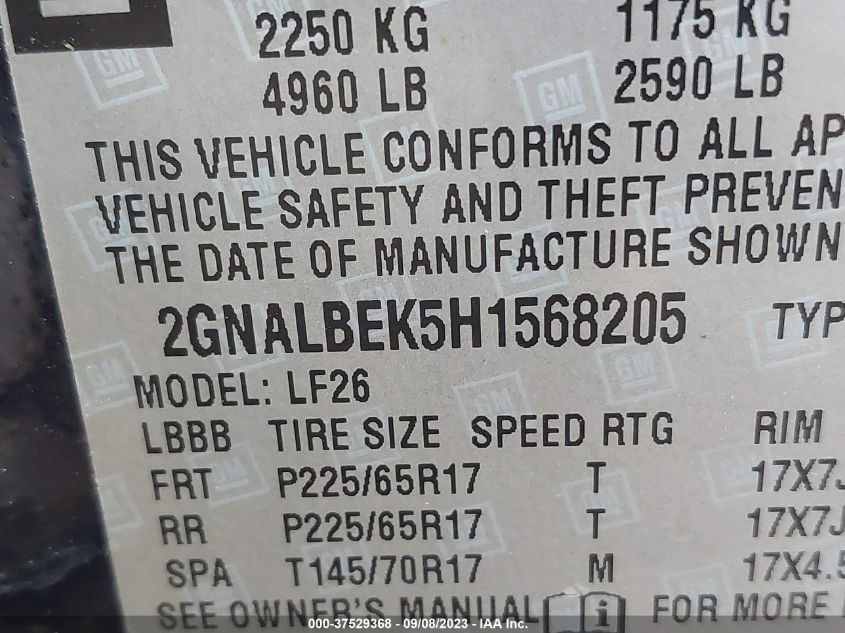 2250 KG 1175 KG
4960 LB 2590 LB
THIS VEHICLE CONFORMS TO ALL AP
VEHICLE SAFETY AND THEFT PREVEN
THE DATE OF MANUFACTURE SHOWN
2GNALBEK5H1568205 TYP
MODEL: LF26
LBBB TIRE SIZE SPEED RTG RIM
FRT P225/65R17 T 17X7J
RR P225/65R17 T 17X7J
SPA T145/70R17 M 17X4.5
SEE OWNER'S MANUAL i FOR MORE
000-37529368 - 09/08/2023 - IAA Inc.